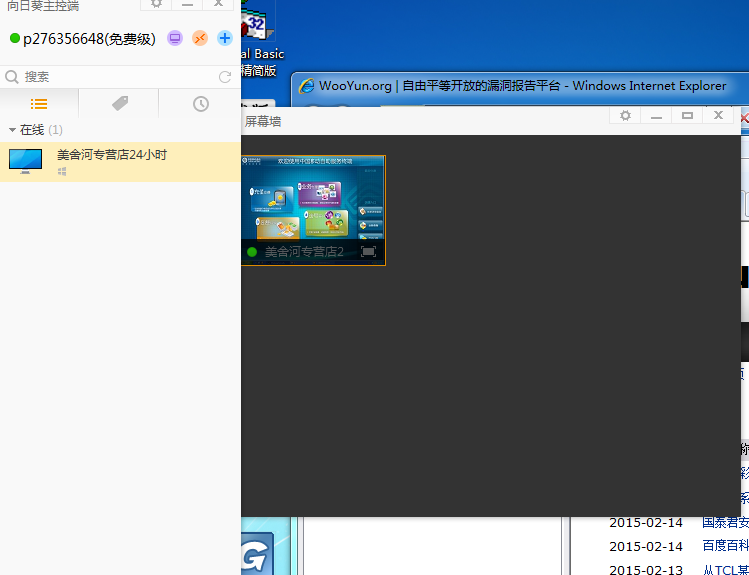 向日葵主控端
p276356648(免费级)
搜索
在线 (1)
美舍河专营店24小时
al Basic
精简版
WooYun.org | 自由平等开放的漏洞报告平台 - Windows Internet Explorer
屏幕墙
欢迎使用中国移动自助服务终端
美舍河专营店2
2015-02-14 国泰君安
2015-02-14 百度百科
2015-02-13 从TCL某